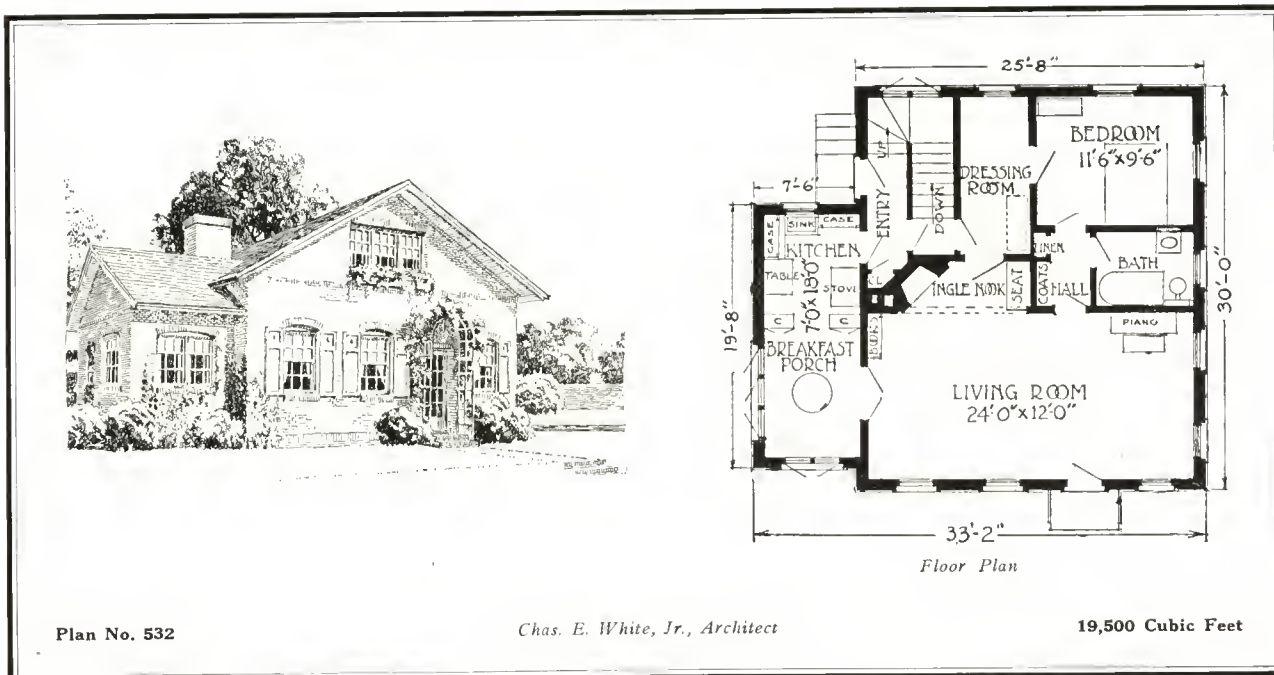 25'-8"
BEDROOM
11'6"x9'6"
UP
DRESSING
ROOM
7'-6"
ENTRY
DOWN
CASE
SINK
CASE
KITCHEN
LINEN
BATH
TABLE
STOVE
7'0"x18'0"
CL
INGLE NOOK
SEAT
COATS
HALL
30'-0"
19'-8"
C
C
PIANO
BREAKFAST
PORCH
LIVING ROOM
24'0"x12'0"
33'-2"
Floor Plan
Plan No. 532
Chas. E. White, Jr., Architect
19,500 Cubic Feet